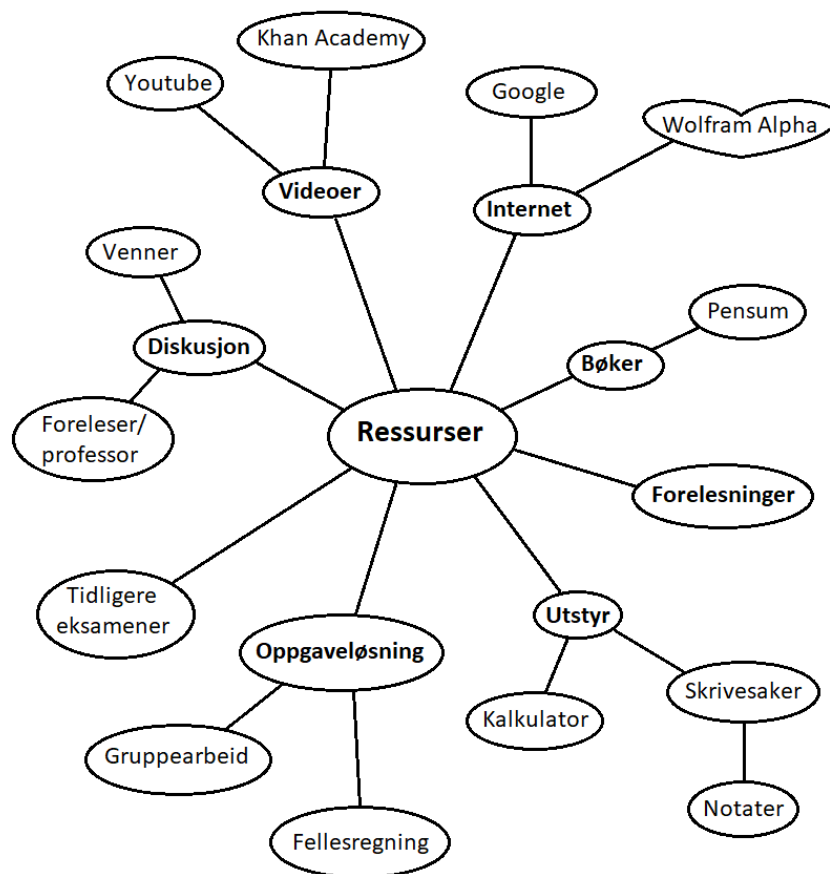 Khan Academy
Youtube
Google
Wolfram Alpha
Videoer
Internet
Venner
Pensum
Diskusjon
Bøker
Ressurser
Foreleser/
professor
Forelesninger
Tidligere
eksamener
Utstyr
Oppgaveløsning
Skrivesaker
Kalkulator
Gruppearbeid
Notater
Fellesregning